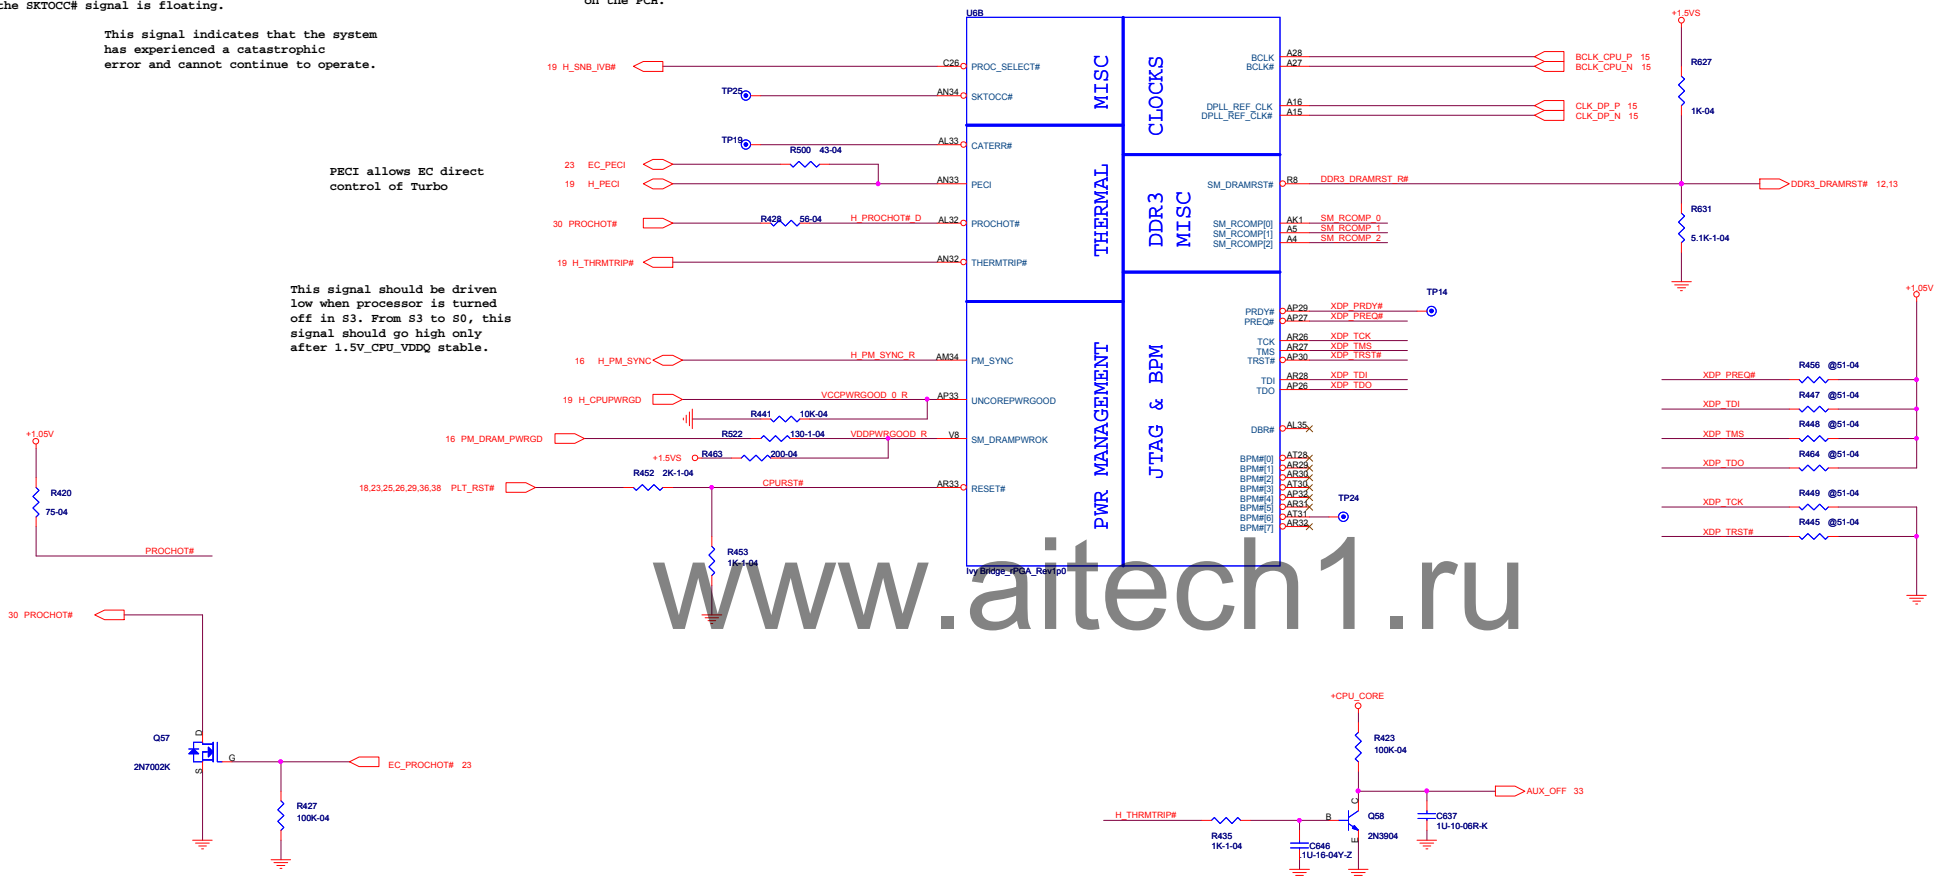 the SKTOCC# signal is floating.
on the PCH.
This signal indicates that the system
has experienced a catastrophic
error and cannot continue to operate.
PECI allows EC direct
control of Turbo
This signal should be driven
low when processor is turned
off in S3. From S3 to S0, this
signal should go high only
after 1.5V_CPU_VDDQ stable.
U6B
19 H_SNB_IVB#
C26
PROC_SELECT#
TP25
AN34
SKTOCC#
TP19
AL33
CATERR#
R500 43-04
23 EC_PECI
19 H_PECI
AN33
PECI
30 PROCHOT#
R428 56-04
H_PROCHOT#_D
AL32
PROCHOT#
19 H_THRMTRIP#
AN32
THERMTRIP#
16 H_PM_SYNC
H_PM_SYNC_R
AM34
PM_SYNC
19 H_CPUPWRGD
VCCPWRGOOD_0_R
AP33
UNCOREPWRGOOD
R441 10K-04
16 PM_DRAM_PWRGD
R522 130-1-04
VDDPWRGOOD_R
V8
SM_DRAMPWROK
+1.5VS
R463 200-04
R452 2K-1-04
18,23,25,26,29,36,38 PLT_RST#
CPURST#
AR33
RESET#
R453
1K-1-04
MISC
THERMAL
PWR MANAGEMENT
CLOCKS
DDR3
MISC
JTAG & BPM
BCLK
A28
BCLK_CPU_P 15
BCLK#
A27
BCLK_CPU_N 15
DPLL_REF_CLK
A16
CLK_DP_P 15
DPLL_REF_CLK#
A15
CLK_DP_N 15
SM_DRAMRST#
R8
DDR3_DRAMRST_R#
DDR3_DRAMRST# 12,13
SM_RCOMP[0]
AK1
SM_RCOMP_0
SM_RCOMP[1]
A5
SM_RCOMP_1
SM_RCOMP[2]
A4
SM_RCOMP_2
PRDY#
AP29
XDP_PRDY#
TP14
PREQ#
AP27
XDP_PREQ#
TCK
AR26
XDP_TCK
TMS
AR27
XDP_TMS
TRST#
AP30
XDP_TRST#
TDI
AR28
XDP_TDI
TDO
AP26
XDP_TDO
DBR#
AL35
BPM#[0]
AT28
BPM#[1]
AR29
BPM#[2]
AR30
BPM#[3]
AT30
BPM#[4]
AP32
BPM#[5]
AR31
BPM#[6]
AT31
TP24
BPM#[7]
AR32
Ivy Bridge_rPGA_Rev1p0
+1.5VS
R627
1K-04
R631
5.1K-1-04
+1.05V
XDP_PREQ#
R456 @51-04
XDP_TDI
R447 @51-04
XDP_TMS
R448 @51-04
XDP_TDO
R464 @51-04
XDP_TCK
R449 @51-04
XDP_TRST#
R445 @51-04
+1.05V
R420
75-04
PROCHOT#
30 PROCHOT#
Q57
2N7002K
D
S
G
EC_PROCHOT# 23
R427
100K-04
www.aitech1.ru
+CPU_CORE
R423
100K-04
AUX_OFF 33
C637
1U-10-06R-K
C
B
E
Q58
2N3904
H_THRMTRIP#
R435
1K-1-04
C646
.1U-16-04Y-Z